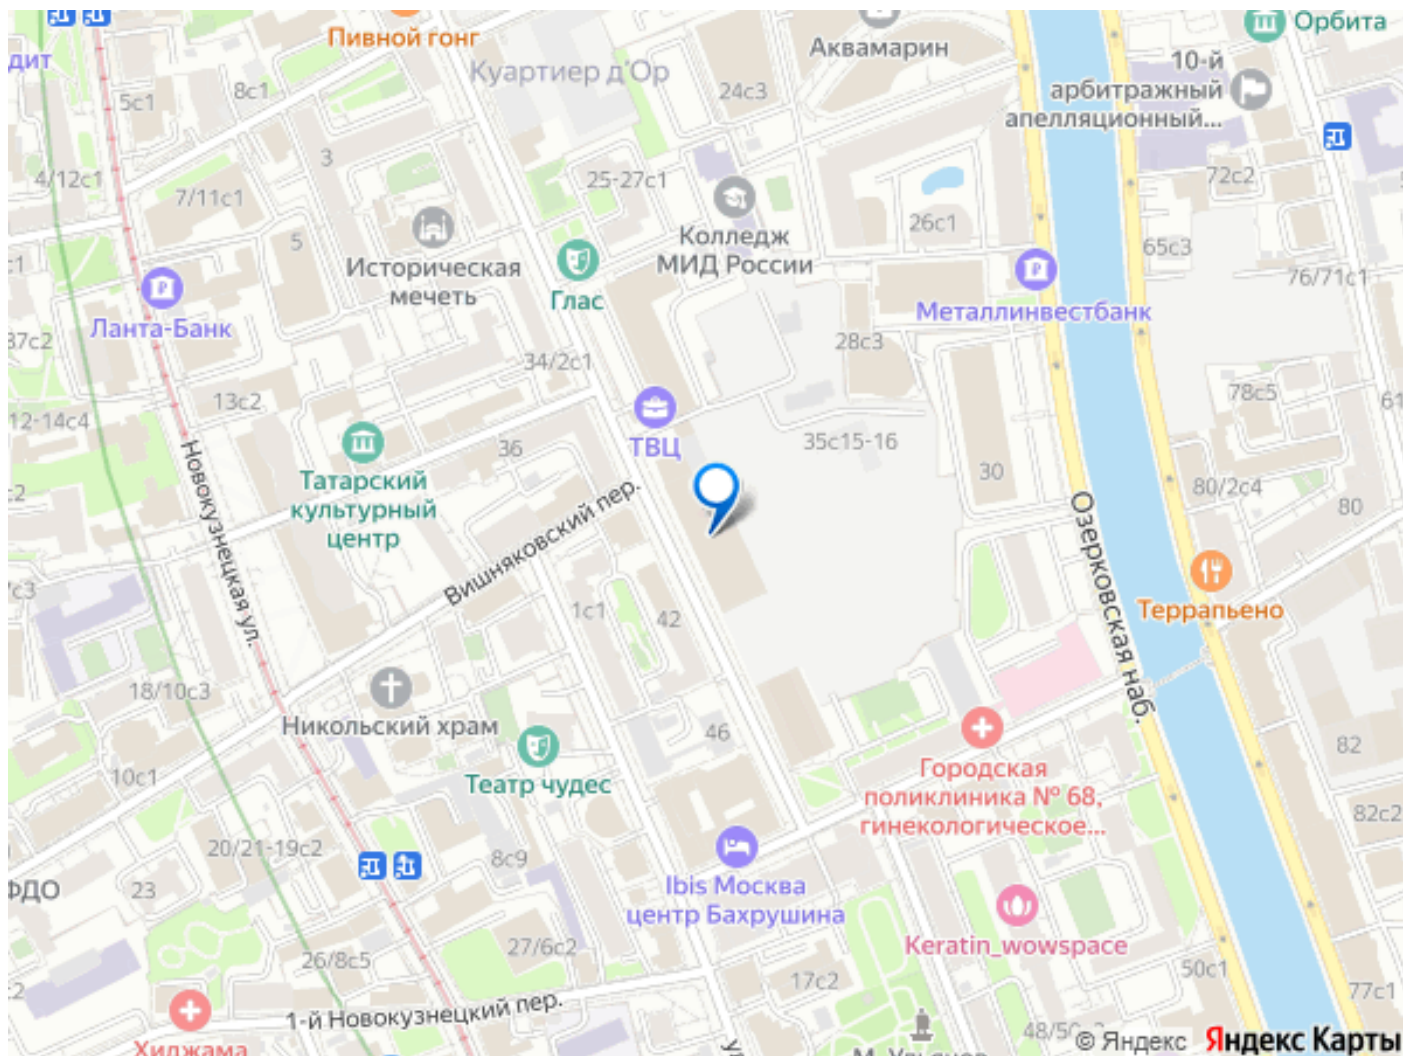 Пивной гонг
Куартиер д'Ор
Аквамарин
Орбита
дит
5с1
8с1
24с3
10-й
арбитражный
апелляционный...
3
4/12с1
7/11с1
25-27с1
72с2
5
26с1
65с3
Колледж
МИД России
Историческая
мечеть
Глас
76/71с1
Ланта-Банк
Металлинвестбанк
37с2
34/2с1
28с3
13с2
78с5
61
12-14с4
ТВЦ
35с15-16
36
30
Татарский
культурный
центр
80/2с4
80
Новокузнецкая ул.
Вишняковский пер.
Озерковская наб.
7с3
1с1
42
Террапьено
18/10с3
Никольский храм
46
82
Театр чудес
10с1
Городская
поликлиника № 68,
гинекологическое...
82с2
20/21-19с2
8с9
ФДО
23
Ibis Москва
центр Бахрушина
Keratin_wowspace
27/6с2
26/8с5
17с2
50с1
77с1
1-й Новокузнецкий пер.
Хиджама
© Яндекс Яндекс Карты